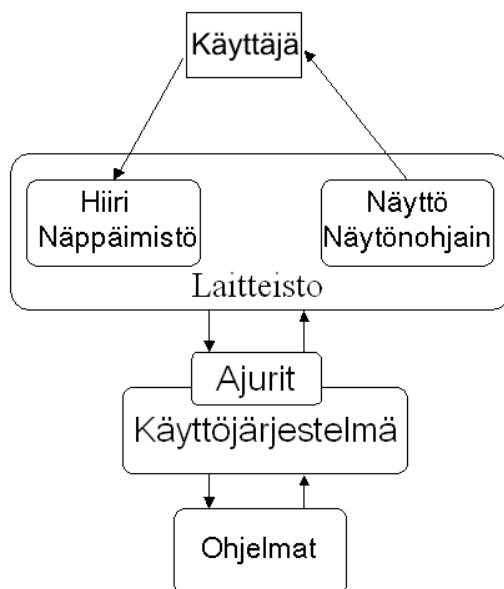 Käyttäjä
Hiiri
Näppäimistö
Näyttö
Näytönohjain
Laitteisto
Ajurit
Käyttöjärjestelmä
Ohjelmat